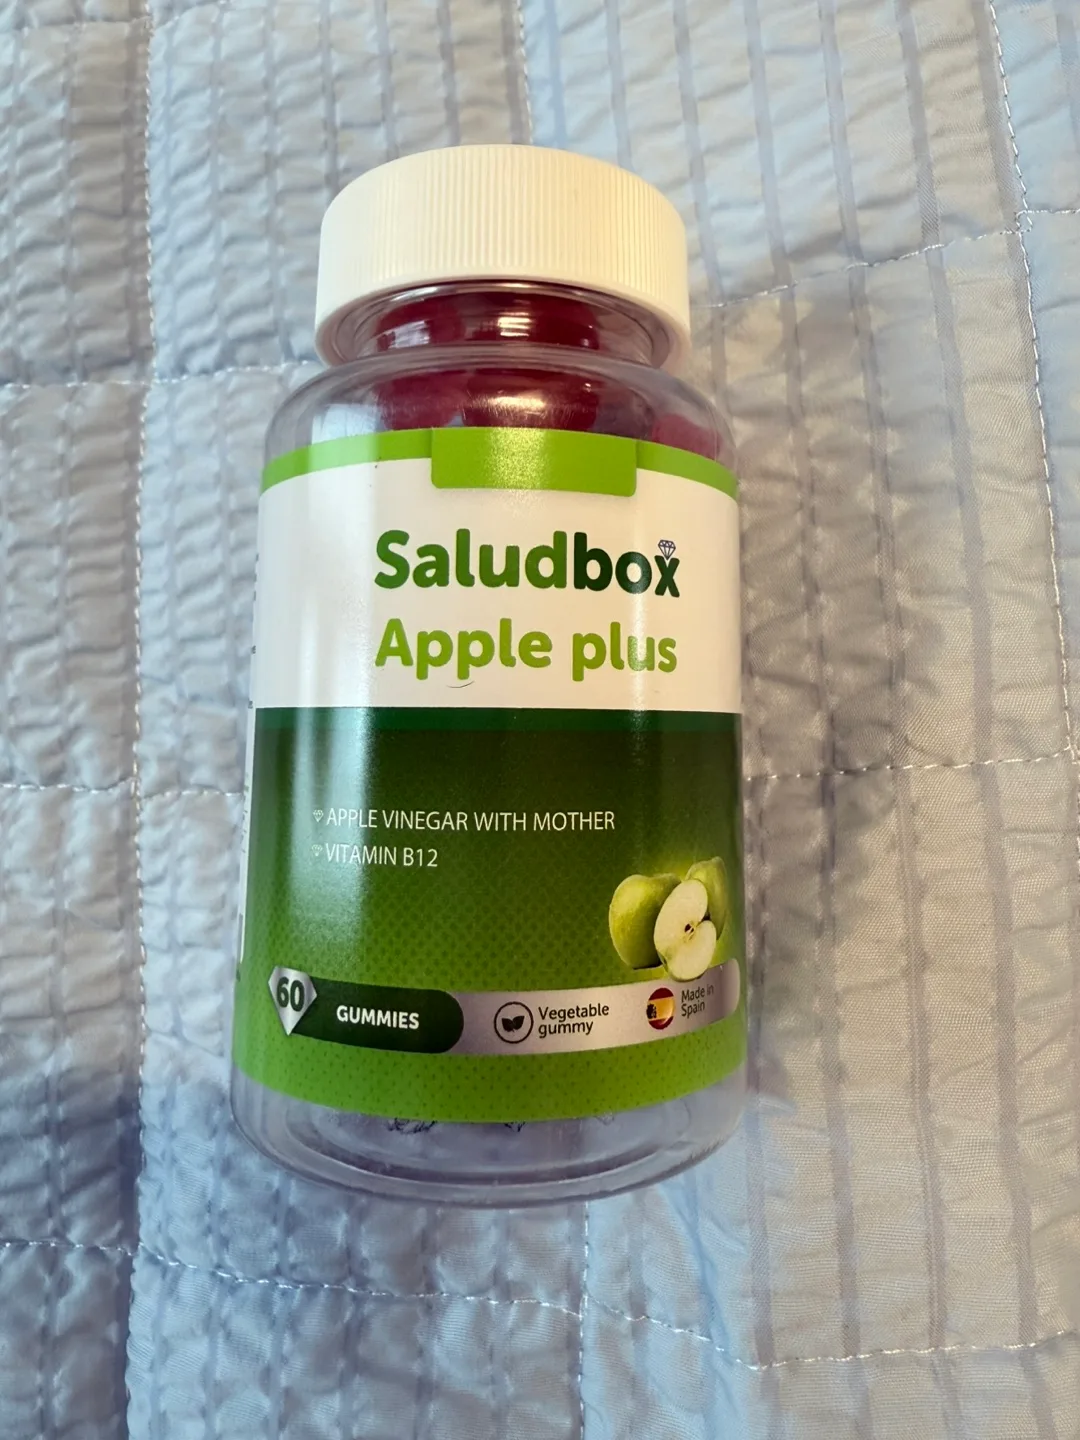 Saludbox
Apple plus
APPLE VINEGAR WITH MOTHER
VITAMIN B12
60 GUMMIES
Vegetable
gummy
Made in
Spain